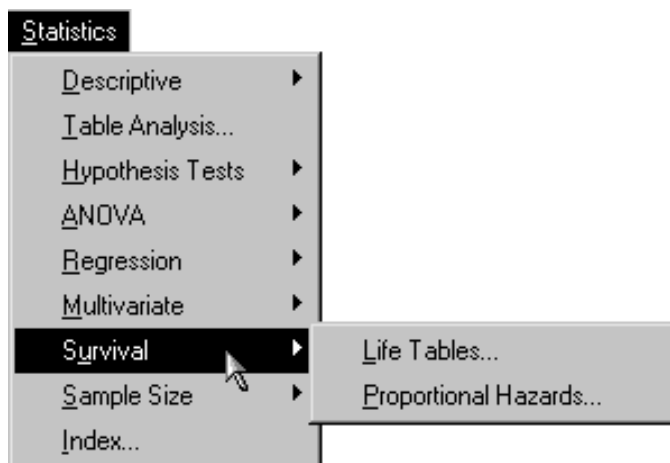 Statistics
Descriptive
Table Analysis...
Hypothesis Tests
ANOVA
Regression
Multivariate
Survival
Life Tables...
Sample Size
Proportional Hazards...
Index...